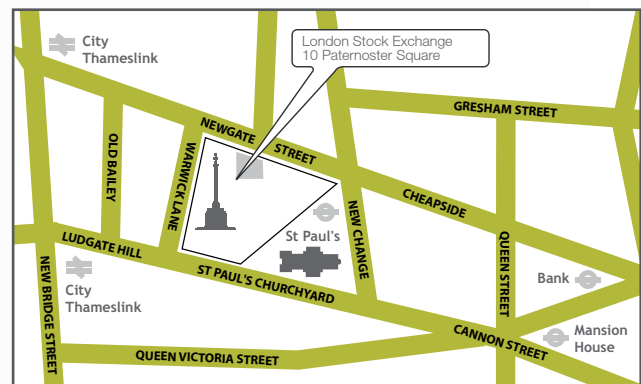 City
Thameslink
London Stock Exchange
10 Paternoster Square
GRESHAM STREET
NEWGATE
STREET
OLD BAILEY
WARWICK LANE
CHEAPSIDE
NEW CHANGE
St Paul's
LUDGATE HILL
ST PAUL'S CHURCHYARD
QUEEN STREET
NEW BRIDGE STREET
City
Thameslink
Bank
CANNON STREET
Mansion
House
QUEEN VICTORIA STREET